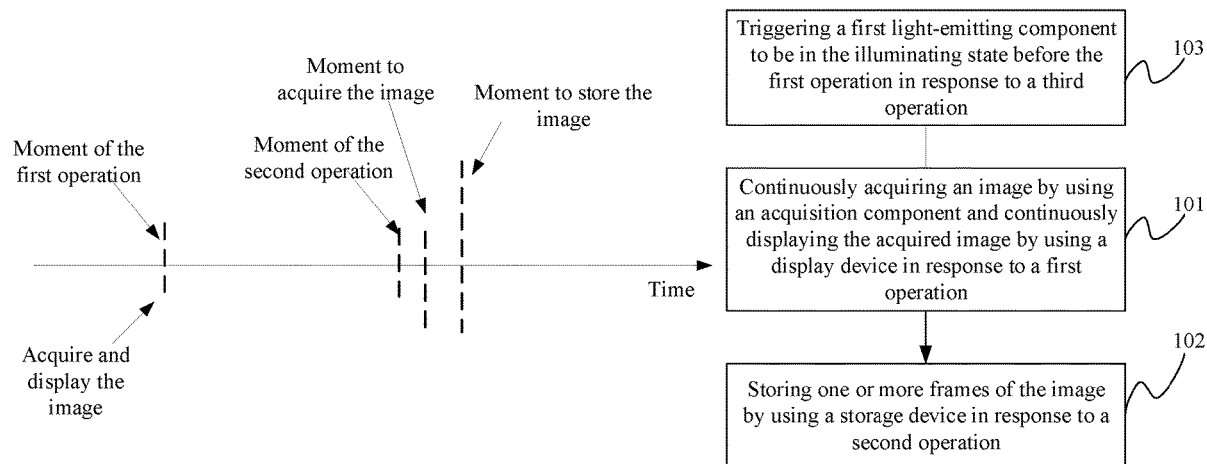 Moment to
acquire the image
Moment to store the
image
Moment of the
first operation
Moment of the
second operation
Time
Acquire and
display the
image
Triggering a first light-emitting component
to be in the illuminating state before the
first operation in response to a third
operation
103
Continuously acquiring an image by using
an acquisition component and continuously
displaying the acquired image by using a
display device in response to a first
operation
101
Storing one or more frames of the image
by using a storage device in response to a
second operation
102